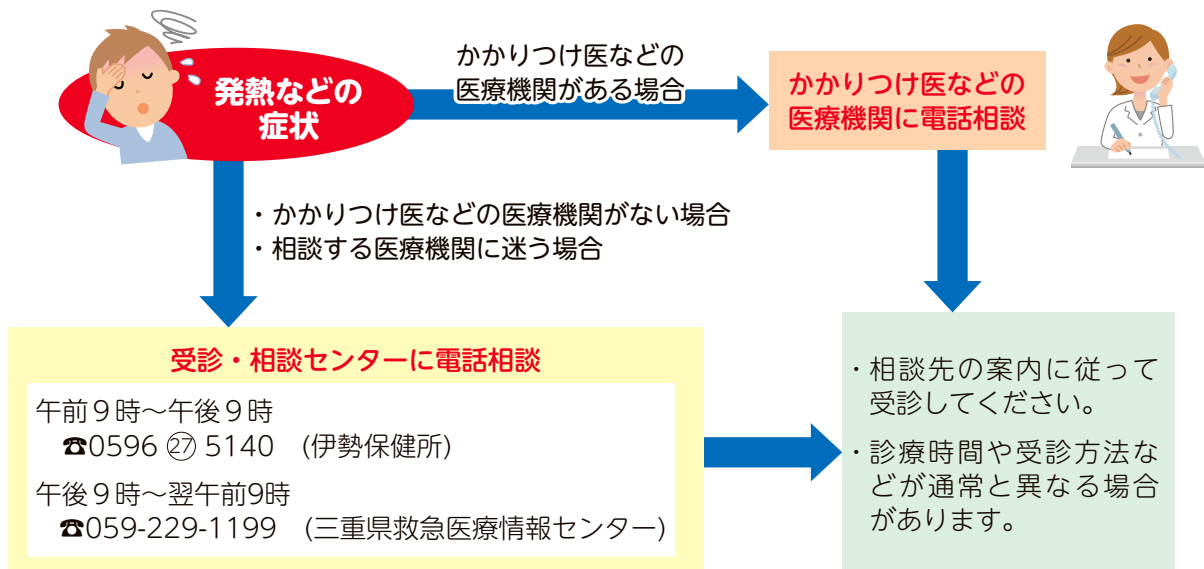 発熱などの
症状
かかりつけ医などの
医療機関がある場合
かかりつけ医などの
医療機関に電話相談
・かかりつけ医などの医療機関がない場合
・相談する医療機関に迷う場合
受診・相談センターに電話相談
午前9時~午後9時
☎0596 ㉗ 5140 (伊勢保健所)
午後9時~翌午前9時
☎059-229-1199 (三重県救急医療情報センター)
・相談先の案内に従って
受診してください。
・診療時間や受診方法な
どが通常と異なる場合
があります。